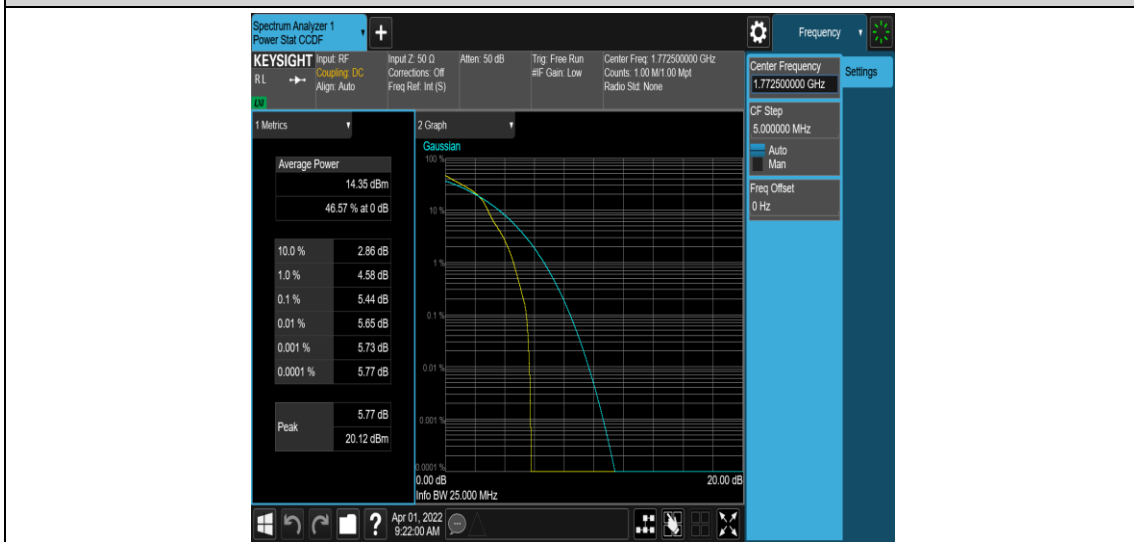 Spectrum Analyzer 1
Power Stat CCDF
+
Frequency
KEYSIGHT
RL
LXI
Input: RF
Coupling: DC
Align: Auto
Input Z: 50 Ω
Corrections: Off
Freq Ref: Int (S)
Atten: 50 dB
Trig: Free Run
#IF Gain: Low
Center Freq: 1.772500000 GHz
Counts: 1.00 M/1.00 Mpt
Radio Std: None
Center Frequency
1.772500000 GHz
Settings
CF Step
5.000000 MHz
Auto
Man
Freq Offset
0 Hz
1 Metrics
Average Power
14.35 dBm
46.57 % at 0 dB
10.0 % 2.86 dB
1.0 % 4.58 dB
0.1 % 5.44 dB
0.01 % 5.65 dB
0.001 % 5.73 dB
0.0001 % 5.77 dB
Peak
5.77 dB
20.12 dBm
2 Graph
Gaussian
100 %
10 %
1 %
0.1 %
0.01 %
0.001 %
0.0001 %
0.00 dB 20.00 dB
Info BW 25.000 MHz
?
Apr 01, 2022
9:22:00 AM